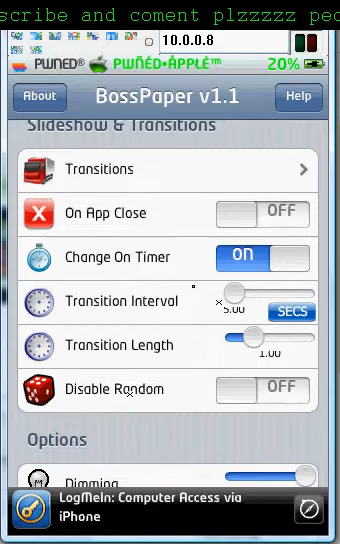 scribe and coment plzzzzz peo
10.0.0.8
PWNED® PWNED•APPLE™ 20%
About BossPaper v1.1 Help
Slideshow & Transitions
Transitions
On App Close OFF
Change On Timer ON
Transition Interval 5.00 SECS
Transition Length 1.00
Disable Random OFF
Options
Dimming
LogMeIn: Computer Access via
iPhone